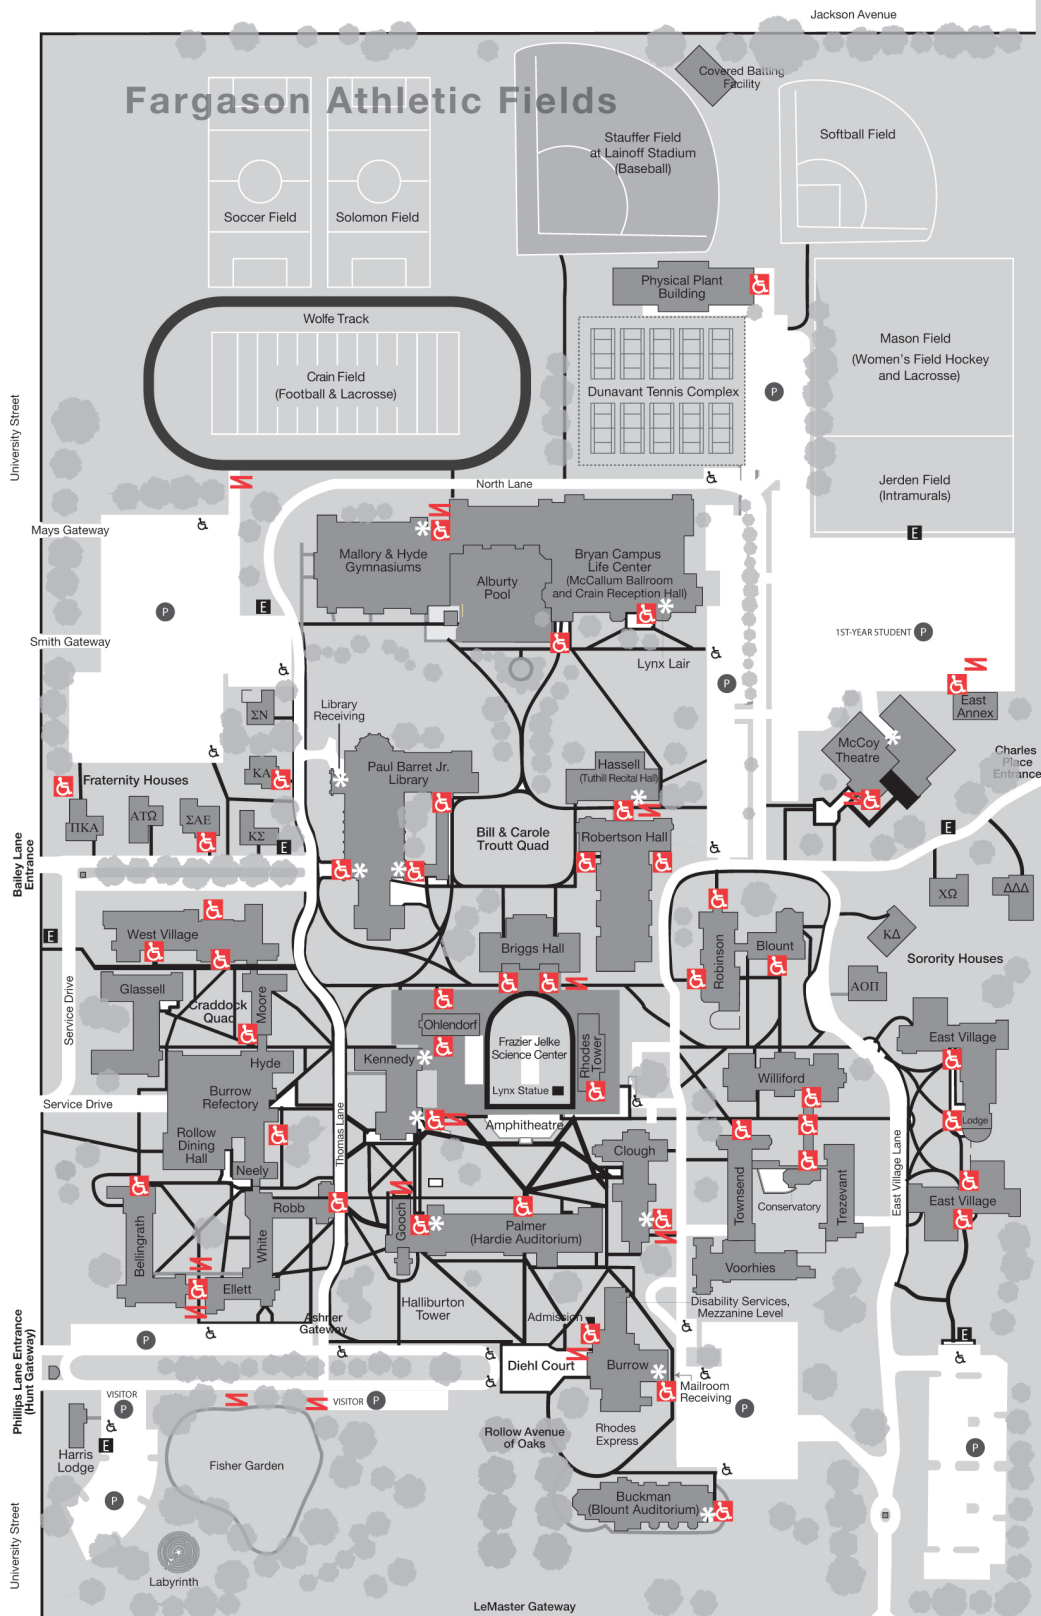 Jackson Avenue
Covered Batting
Facility
Fargason Athletic Fields
Stauffer Field
at Lainoff Stadium
(Baseball)
Softball Field
Soccer Field
Solomon Field
Physical Plant
Building
Wolfe Track
Crain Field
(Football & Lacrosse)
Dunavant Tennis Complex
P
Mason Field
(Women's Field Hockey
and Lacrosse)
University Street
Jerden Field
(Intramurals)
North Lane
Mays Gateway
E
Mallory & Hyde
Gymnasiums
Alburty
Pool
Bryan Campus
Life Center
(McCallum Ballroom
and Crain Reception Hall)
P
E
1ST-YEAR STUDENT P
Smith Gateway
Lynx Lair
P
East
Annex
ΣΝ
Library
Receiving
McCoy
Theatre
Charles
Place
Entrance
Fraternity Houses
ΚΑ
Paul Barret Jr.
Library
Hassell
(Tuthill Recital Hall)
ΠΚΑ
ΑΤΩ
ΣΑΕ
ΚΣ
E
Bill & Carole
Troutt Quad
Robertson Hall
E
Bailey Lane
Entrance
ΧΩ
ΔΔΔ
West Village
E
Briggs Hall
Robinson
Blount
ΚΔ
Sorority Houses
Glassell
Craddock
Quad
Moore
ΑΟΠ
Service Drive
Ohlendorf
Frazier Jelke
Science Center
Rhodes
Tower
East Village
Hyde
Kennedy
Burrow
Refectory
Williford
Lynx Statue
Service Drive
Amphitheatre
Lodge
Rollow
Dining
Hall
Thomas Lane
Clough
East Village Lane
Neely
Robb
Gooch
Palmer
(Hardie Auditorium)
Townsend
Conservatory
Trezevant
East Village
Bellingrath
White
Voorhies
Ellett
Halliburton
Tower
Admission
Disability Services,
Mezzanine Level
Ashner
Gateway
P
E
Phillips Lane Entrance
(Hunt Gateway)
Diehl Court
Burrow
Mailroom
Receiving
VISITOR
P
VISITOR P
P
Rollow Avenue
of Oaks
Rhodes
Express
E
Harris
Lodge
Fisher Garden
P
P
Buckman
(Blount Auditorium)
University Street
Labyrinth
LeMaster Gateway